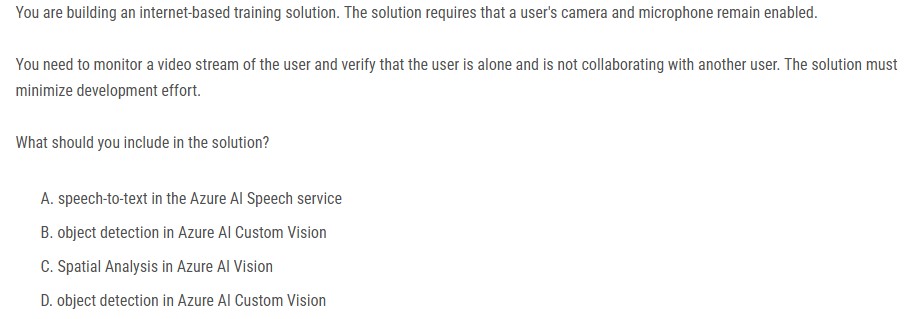 You are building an internet-based training solution. The solution requires that a user's camera and microphone remain enabled.
You need to monitor a video stream of the user and verify that the user is alone and is not collaborating with another user. The solution must
minimize development effort.
What should you include in the solution?
A. speech-to-text in the Azure AI Speech service
B. object detection in Azure AI Custom Vision
C. Spatial Analysis in Azure AI Vision
D. object detection in Azure AI Custom Vision